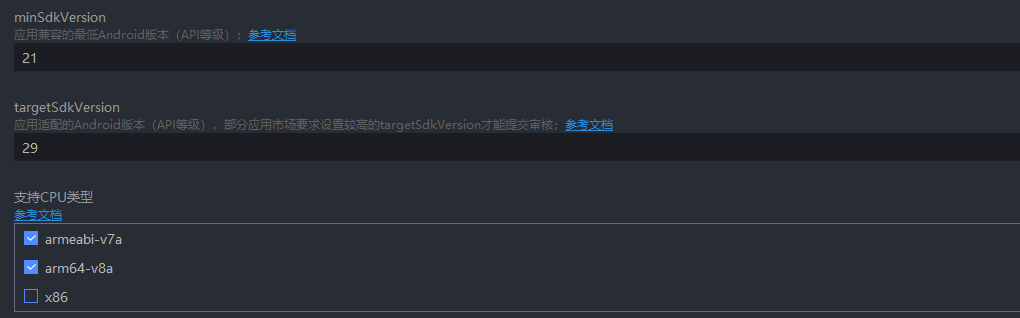 minSdkVersion
应用兼容的最低Android版本（API等级）；参考文档
21
targetSdkVersion
应用适配的Android版本（API等级），部分应用市场要求设置较高的targetSdkVersion才能提交审核；参考文档
29
支持CPU类型
参考文档
armeabi-v7a
arm64-v8a
x86